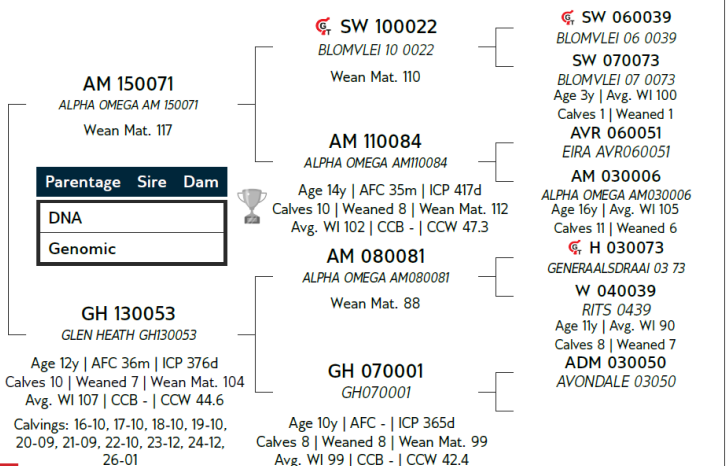 AM 150071
ALPHA OMEGA AM 150071
Wean Mat. 117
Parentage Sire Dam
DNA
Genomic
GH 130053
GLEN HEATH GH130053
Age 12y | AFC 36m | ICP 376d
Calves 10 | Weaned 7 | Wean Mat. 104
Avg. WI 107 | CCB - | CCW 44.6
Calvings: 16-10, 17-10, 18-10, 19-10,
20-09, 21-09, 22-10, 23-12, 24-12,
26-01
GT SW 100022
BLOMVLEI 10 0022
Wean Mat. 110
AM 110084
ALPHA OMEGA AM110084
Age 14y | AFC 35m | ICP 417d
Calves 10 | Weaned 8 | Wean Mat. 112
Avg. WI 102 | CCB - | CCW 47.3
AM 080081
ALPHA OMEGA AM080081
Wean Mat. 88
GH 070001
GH070001
Age 10y | AFC - | ICP 365d
Calves 8 | Weaned 8 | Wean Mat. 99
Avg. WI 99 | CCB - | CCW 42.4
GT SW 060039
BLOMVLEI 06 0039
SW 070073
BLOMVLEI 07 0073
Age 3y | Avg. WI 100
Calves 1 | Weaned 1
AVR 060051
EIRA AVR060051
AM 030006
ALPHA OMEGA AM030006
Age 16y | Avg. WI 105
Calves 11 | Weaned 6
GT H 030073
GENERAALSDRAAI 03 73
W 040039
RITS 0439
Age 11y | Avg. WI 90
Calves 8 | Weaned 7
ADM 030050
AVONDALE 03050